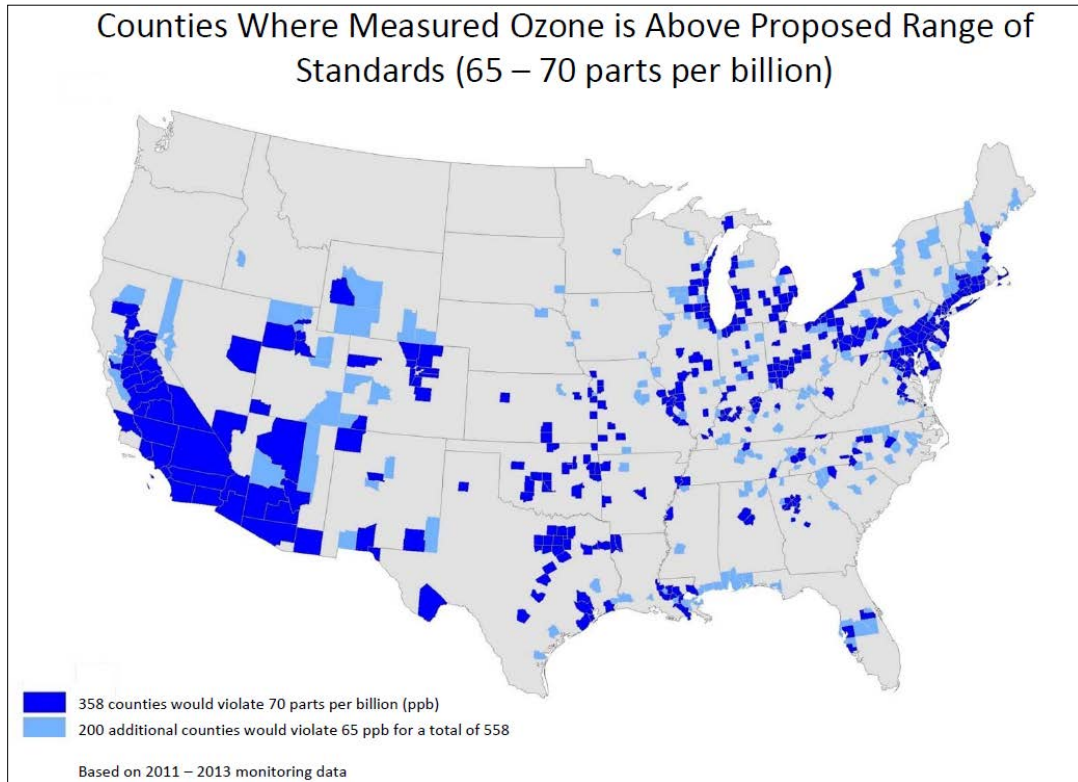 Counties Where Measured Ozone is Above Proposed Range of
Standards (65 – 70 parts per billion)
358 counties would violate 70 parts per billion (ppb)
200 additional counties would violate 65 ppb for a total of 558
Based on 2011 – 2013 monitoring data